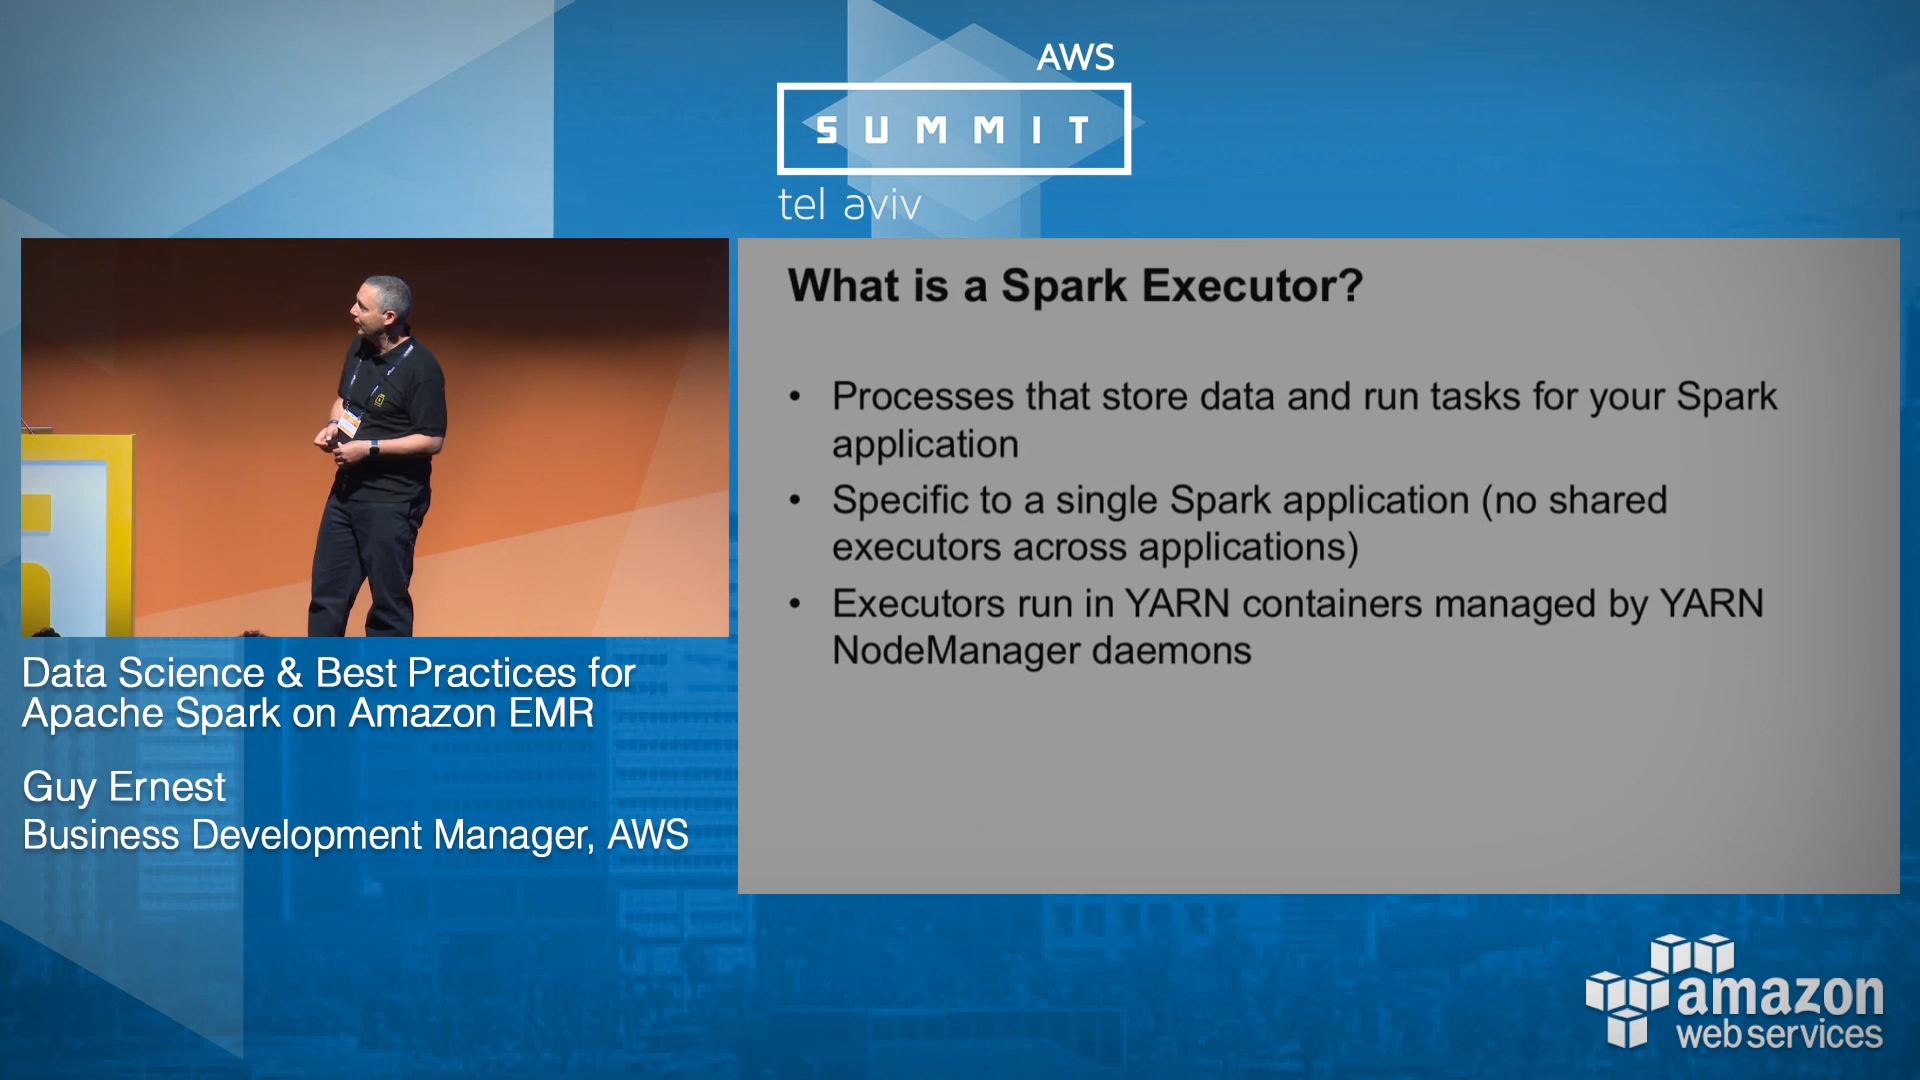 AWS
SUMMIT
tel aviv
What is a Spark Executor?
• Processes that store data and run tasks for your Spark
application
• Specific to a single Spark application (no shared
executors across applications)
• Executors run in YARN containers managed by YARN
NodeManager daemons
Data Science & Best Practices for
Apache Spark on Amazon EMR
Guy Ernest
Business Development Manager, AWS
amazon
web services